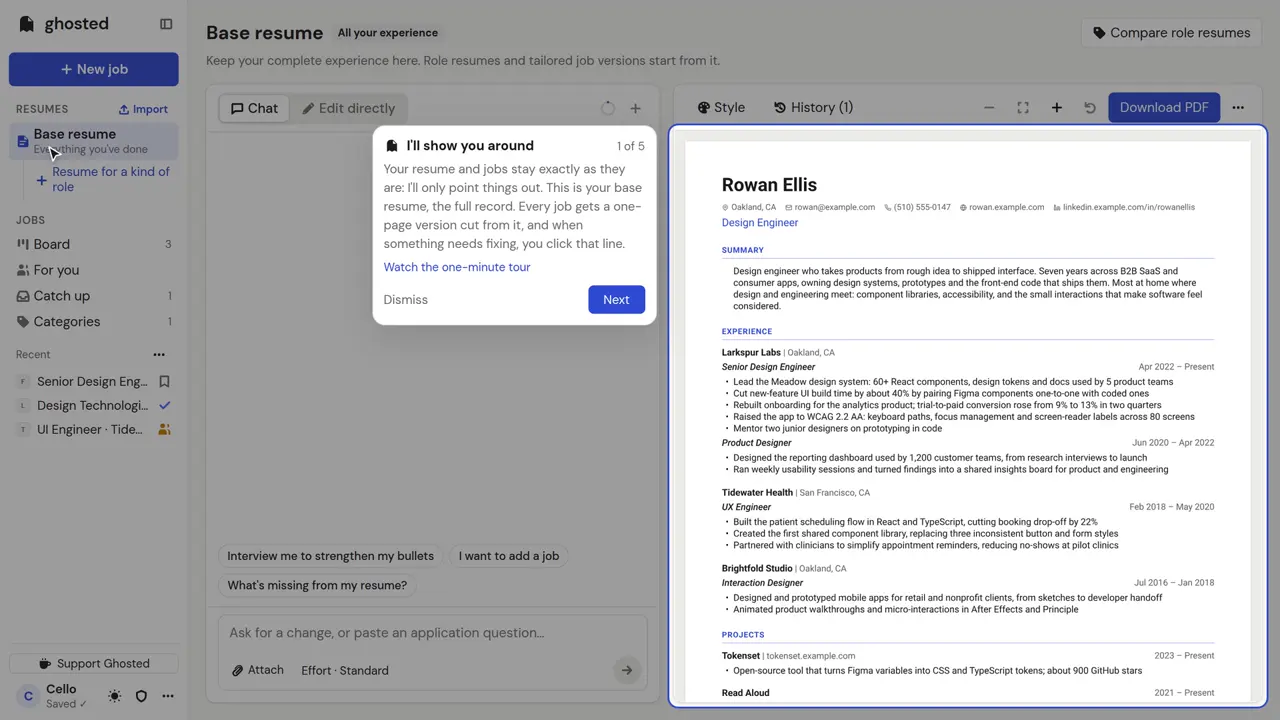 ghosted
New job
RESUMES
Import
Base resume
Everything you've done
Resume for a kind of
role
JOBS
Board 3
For you
Catch up 1
Categories 1
Recent
F Senior Design Eng...
L Design Technologi...
T UI Engineer · Tide...
Support Ghosted
C Cello
Saved ✓
Base resume All your experience
Compare role resumes
Keep your complete experience here. Role resumes and tailored job versions start from it.
Chat Edit directly
I'll show you around 1 of 5
Your resume and jobs stay exactly as they
are: I'll only point things out. This is your base
resume, the full record. Every job gets a one-
page version cut from it, and when
something needs fixing, you click that line.
Watch the one-minute tour
Dismiss Next
Interview me to strengthen my bullets I want to add a job
What's missing from my resume?
Ask for a change, or paste an application question...
Attach Effort · Standard
Style History (1) Download PDF
Rowan Ellis
Oakland, CA rowan@example.com (510) 555-0147 rowan.example.com linkedin.example.com/in/rowanellis
Design Engineer
SUMMARY
Design engineer who takes products from rough idea to shipped interface. Seven years across B2B SaaS and
consumer apps, owning design systems, prototypes and the front-end code that ships them. Most at home where
design and engineering meet: component libraries, accessibility, and the small interactions that make software feel
considered.
EXPERIENCE
Larkspur Labs | Oakland, CA
Senior Design Engineer Apr 2022 – Present
• Lead the Meadow design system: 60+ React components, design tokens and docs used by 5 product teams
• Cut new-feature UI build time by about 40% by pairing Figma components one-to-one with coded ones
• Rebuilt onboarding for the analytics product; trial-to-paid conversion rose from 9% to 13% in two quarters
• Raised the app to WCAG 2.2 AA: keyboard paths, focus management and screen-reader labels across 80 screens
• Mentor two junior designers on prototyping in code
Product Designer Jun 2020 – Apr 2022
• Designed the reporting dashboard used by 1,200 customer teams, from research interviews to launch
• Ran weekly usability sessions and turned findings into a shared insights board for product and engineering
Tidewater Health | San Francisco, CA
UX Engineer Feb 2018 – May 2020
• Built the patient scheduling flow in React and TypeScript, cutting booking drop-off by 22%
• Created the first shared component library, replacing three inconsistent button and form styles
• Partnered with clinicians to simplify appointment reminders, reducing no-shows at pilot clinics
Brightfold Studio | Oakland, CA
Interaction Designer Jul 2016 – Jan 2018
• Designed and prototyped mobile apps for retail and nonprofit clients, from sketches to developer handoff
• Animated product walkthroughs and micro-interactions in After Effects and Principle
PROJECTS
Tokenset | tokenset.example.com 2023 – Present
• Open-source tool that turns Figma variables into CSS and TypeScript tokens; about 900 GitHub stars
Read Aloud 2021 – Present